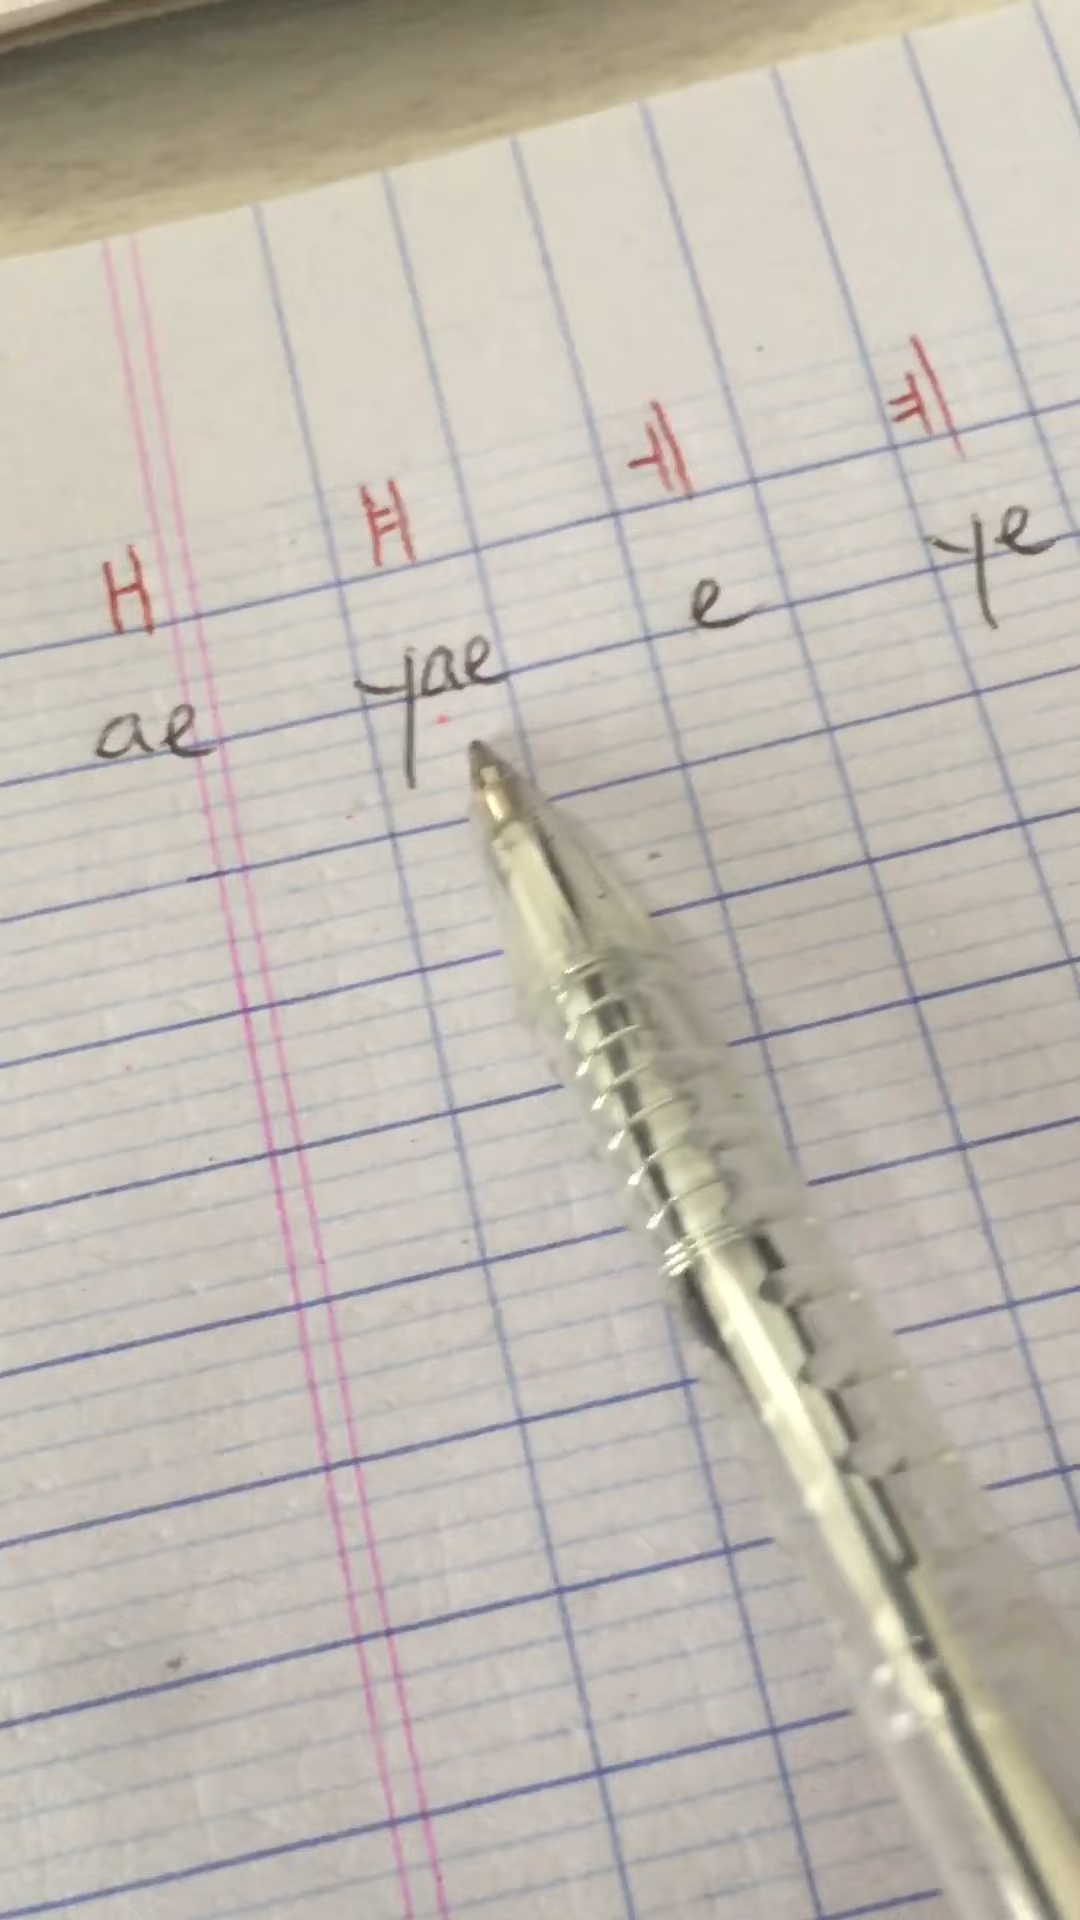 ㅐ ㅒ ㅔ ㅖ
ae yae e ye